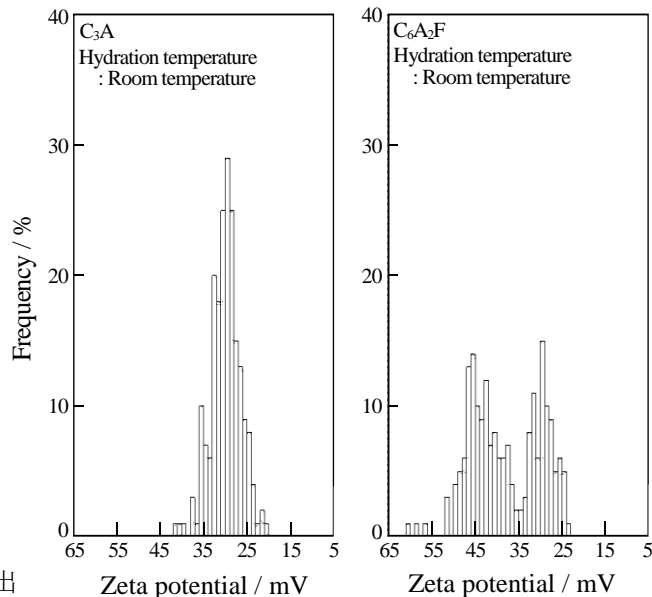 40
C₃A
Hydration temperature
: Room temperature
30
20
10
0
65 55 45 35 25 15 5
Zeta potential / mV
Frequency / %
40
C₆A₂F
Hydration temperature
: Room temperature
30
20
10
0
65 55 45 35 25 15 5
Zeta potential / mV
出